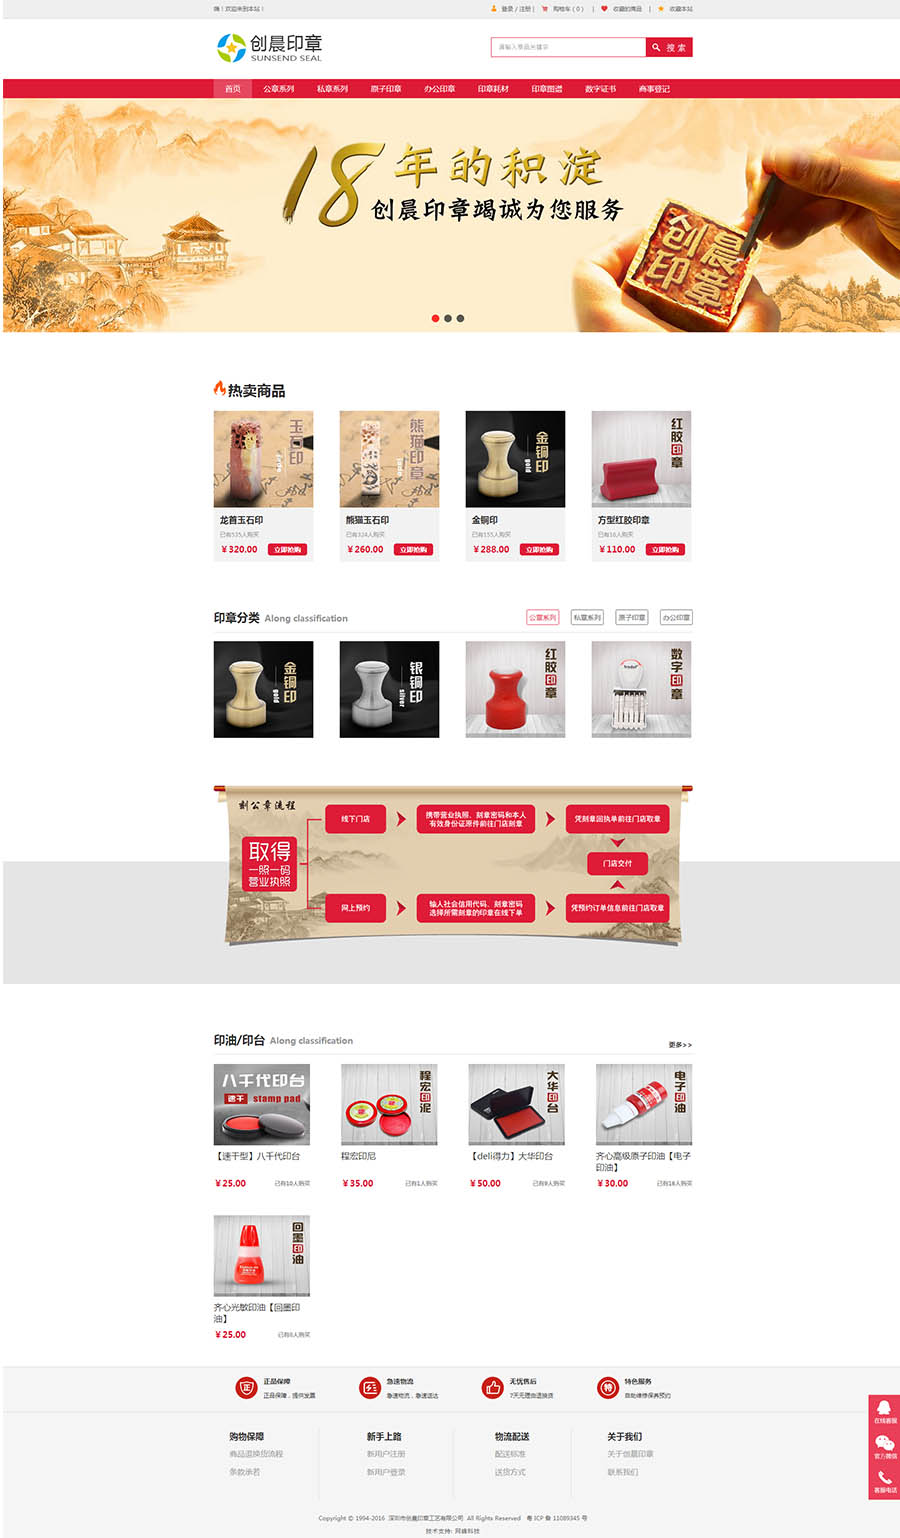 嗨！欢迎来到本站！
登录 / 注册 | 购物车 ( 0 ) | 收藏的商品 | 收藏本站
创晨印章
SUNSEND SEAL
请输入商品关键字
搜 索
首页 公章系列 私章系列 原子印章 办公印章 印章耗材 印章图谱 数字证书 商事登记
18年的积淀
创晨印章竭诚为您服务
创晨
印章
热卖商品
玉石印
熊猫印章
金铜印
gold
红胶印章
龙首玉石印 熊猫玉石印 金铜印 方型红胶印章
已有535人购买 已有324人购买 已有155人购买 已有16人购买
￥320.00 立即抢购 ￥260.00 立即抢购 ￥288.00 立即抢购 ￥110.00 立即抢购
印章分类 Along classification
公章系列 私章系列 原子印章 办公印章
金铜印
gold
银铜印
silver
红胶印章
数字印章
刻公章流程
取得
一照一码
营业执照
线下门店
携带营业执照、刻章密码和本人
有效身份证原件前往门店刻章
凭刻章回执单前往门店取章
门店交付
网上预约
输入社会信用代码、刻章密码
选择所需刻章的印章在线下单
凭预约订单信息前往门店取章
印油/印台 Along classification
更多>>
八千代印台
速干 stamp pad
程宏印泥
大华印台
电子印油
【速干型】八千代印台 程宏印尼 【deli得力】大华印台 齐心高级原子印油【电子
印油】
￥25.00 已有10人购买 ￥35.00 已有1人购买 ￥50.00 已有9人购买 ￥30.00 已有16人购买
回墨印油
齐心光敏印油【回墨印
油】
￥25.00 已有8人购买
正
正品保障
正品保障，提供发票
急速物流
急速物流，急速送达
无忧售后
7天无理由退换货
特
特色服务
自助维修保养预约
购物保障 新手上路 物流配送 关于我们
商品退换货流程 新用户注册 配送标准 关于创晨印章
条款承若 新用户登录 送货方式 联系我们
在线客服
官方微信
客服电话
Copyright © 1994-2016 深圳市创晨印章工艺有限公司 All Rights Reserved 粤 ICP 备 11089345 号
技术支持: 网峰科技